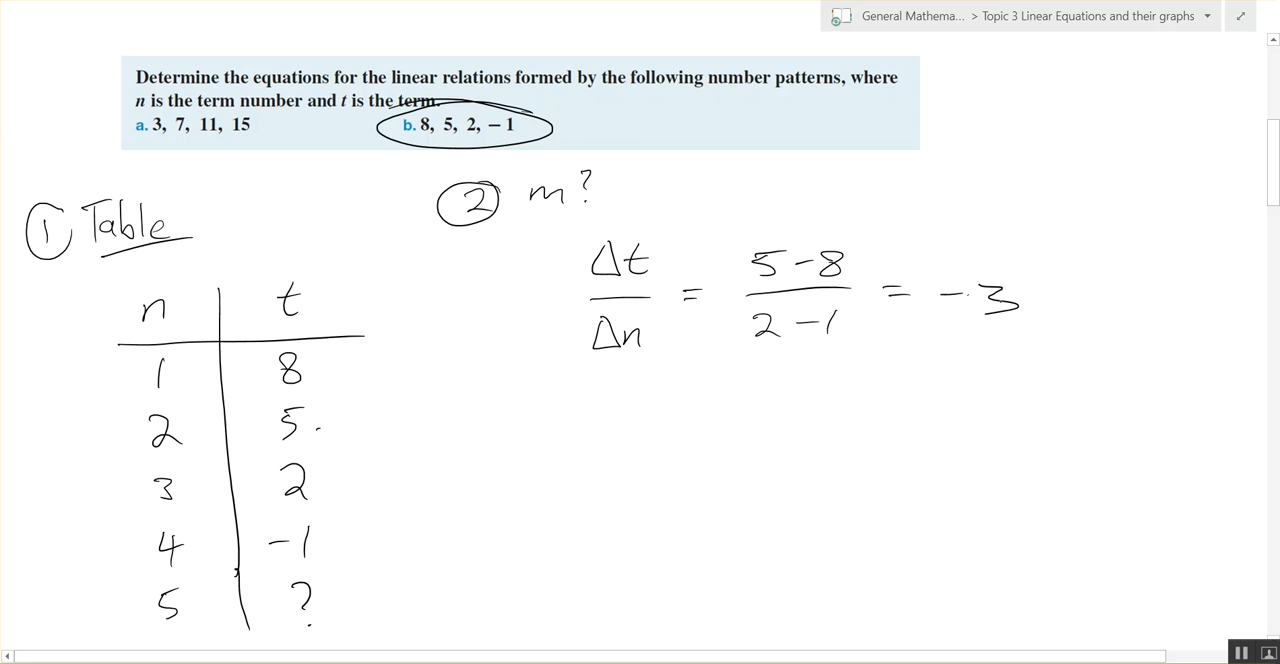 General Mathema... > Topic 3 Linear Equations and their graphs
Determine the equations for the linear relations formed by the following number patterns, where
n is the term number and t is the term.
a. 3, 7, 11, 15 b. 8, 5, 2, – 1
① Table
n t
1 8
2 5
3 2
4 -1
5 ?
② m?
Δt/Δn = (5-8)/(2-1) = -3